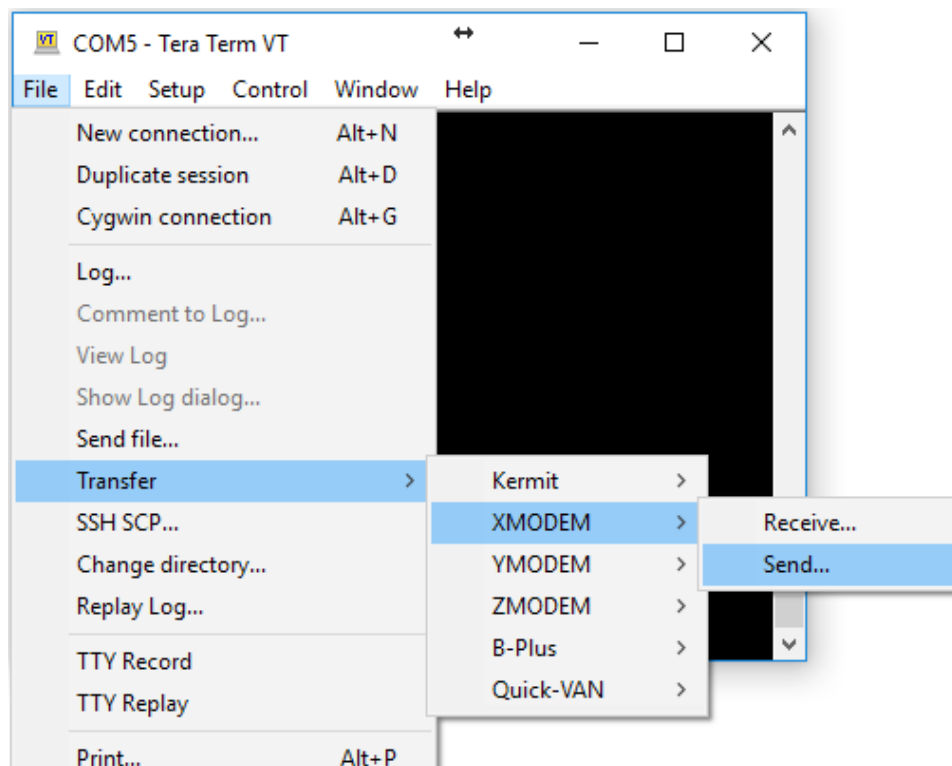 VT COM5 - Tera Term VT
File Edit Setup Control Window Help
New connection... Alt+N
Duplicate session Alt+D
Cygwin connection Alt+G
Log...
Comment to Log...
View Log
Show Log dialog...
Send file...
Transfer
SSH SCP...
Change directory...
Replay Log...
TTY Record
TTY Replay
Print... Alt+P
Kermit
XMODEM
YMODEM
ZMODEM
B-Plus
Quick-VAN
Receive...
Send...